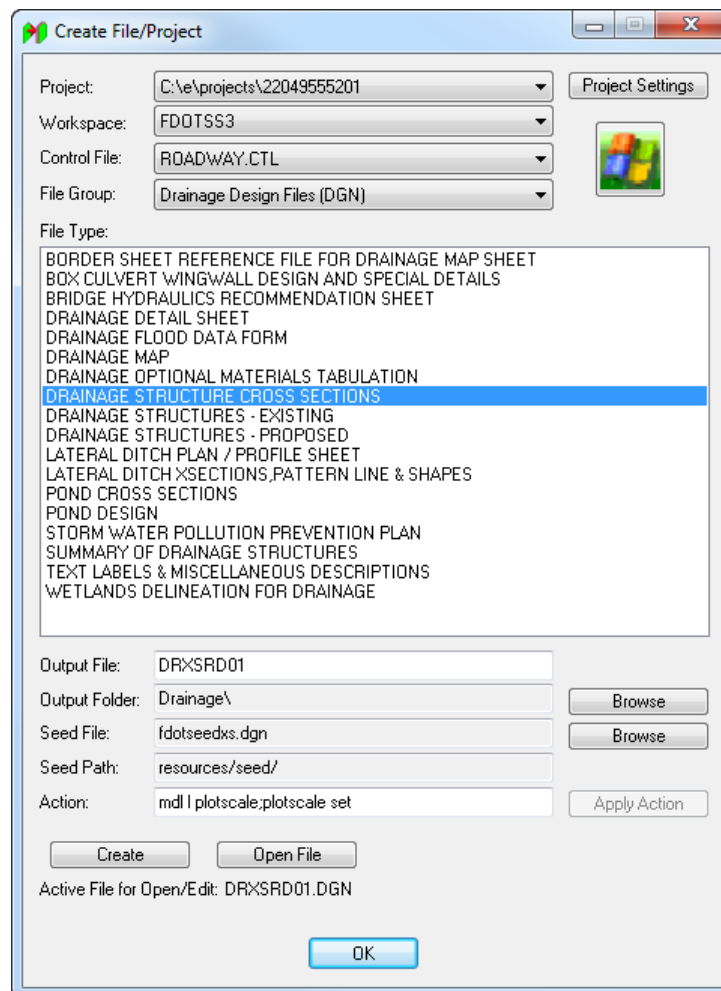 Create File/Project
Project: C:\e\projects\22049555201 Project Settings
Workspace: FDOTSS3
Control File: ROADWAY.CTL
File Group: Drainage Design Files (DGN)
File Type:
BORDER SHEET REFERENCE FILE FOR DRAINAGE MAP SHEET
BOX CULVERT WINGWALL DESIGN AND SPECIAL DETAILS
BRIDGE HYDRAULICS RECOMMENDATION SHEET
DRAINAGE DETAIL SHEET
DRAINAGE FLOOD DATA FORM
DRAINAGE MAP
DRAINAGE OPTIONAL MATERIALS TABULATION
DRAINAGE STRUCTURE CROSS SECTIONS
DRAINAGE STRUCTURES - EXISTING
DRAINAGE STRUCTURES - PROPOSED
LATERAL DITCH PLAN / PROFILE SHEET
LATERAL DITCH XSECTIONS,PATTERN LINE & SHAPES
POND CROSS SECTIONS
POND DESIGN
STORM WATER POLLUTION PREVENTION PLAN
SUMMARY OF DRAINAGE STRUCTURES
TEXT LABELS & MISCELLANEOUS DESCRIPTIONS
WETLANDS DELINEATION FOR DRAINAGE
Output File: DRXSRD01
Output Folder: Drainage\ Browse
Seed File: fdotseedxs.dgn Browse
Seed Path: resources/seed/
Action: mdl l plotscale;plotscale set Apply Action
Create Open File
Active File for Open/Edit: DRXSRD01.DGN
OK